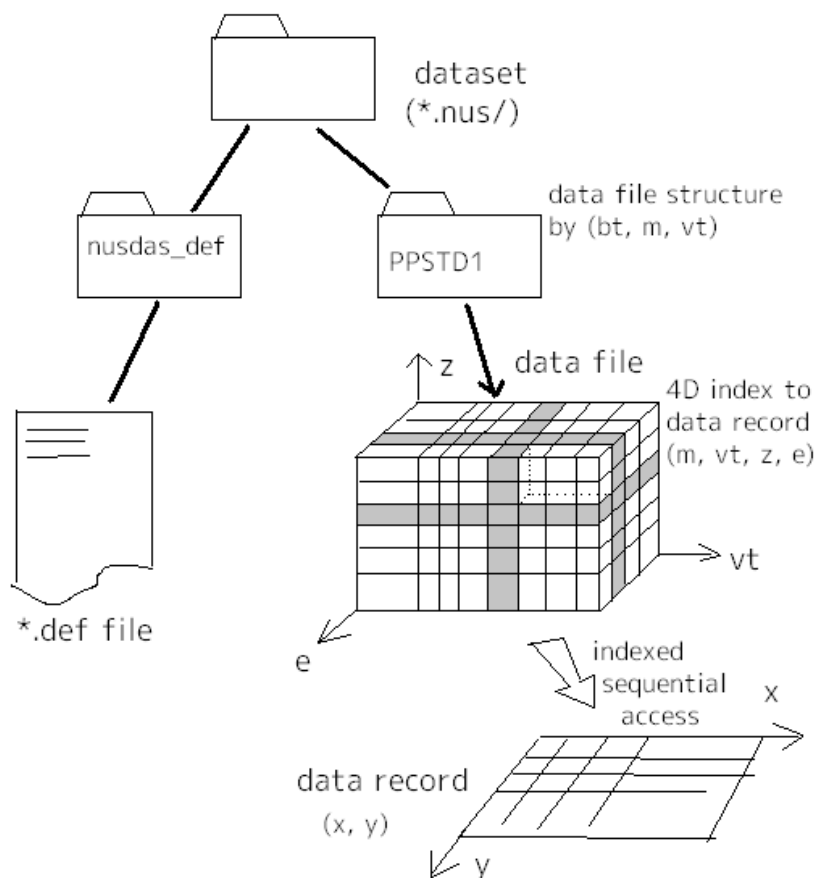 dataset
(*.nus/)
nusdas_def
PPSTD1
data file structure
by (bt, m, vt)
z
data file
4D index to
data record
(m, vt, z, e)
vt
*.def file
e
indexed
sequential
access
x
data record
(x, y)
y